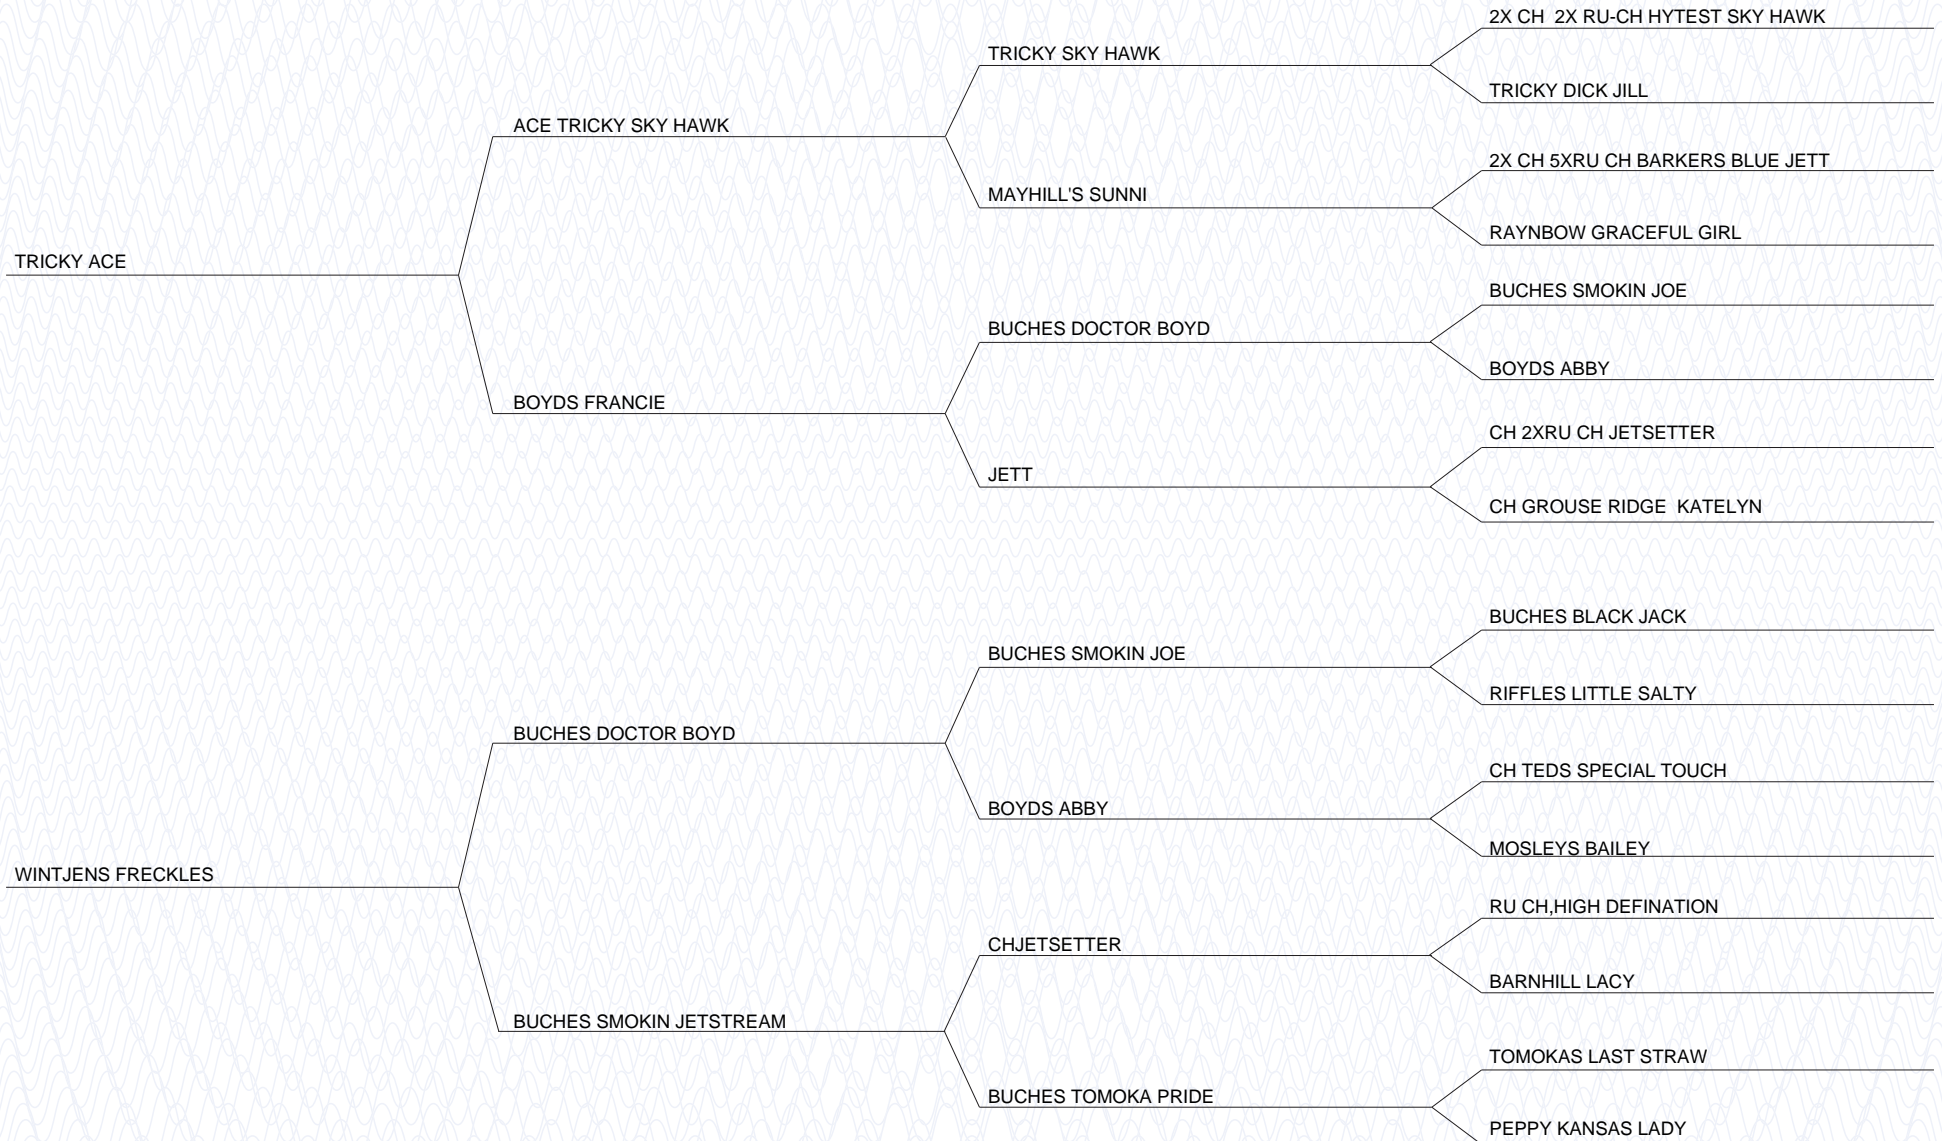 2X CH  2X RU-CH HYTEST SKY HAWK
TRICKY SKY HAWK
TRICKY DICK JILL
ACE TRICKY SKY HAWK
2X CH 5XRU CH BARKERS BLUE JETT
MAYHILL'S SUNNI
RAYNBOW GRACEFUL GIRL
TRICKY ACE
BUCHES SMOKIN JOE
BUCHES DOCTOR BOYD
BOYDS ABBY
BOYDS FRANCIE
CH 2XRU CH JETSETTER
JETT
CH GROUSE RIDGE  KATELYN
BUCHES BLACK JACK
BUCHES SMOKIN JOE
RIFFLES LITTLE SALTY
BUCHES DOCTOR BOYD
CH TEDS SPECIAL TOUCH
BOYDS ABBY
MOSLEYS BAILEY
WINTJENS FRECKLES
RU CH,HIGH DEFINATION
CHJETSETTER
BARNHILL LACY
BUCHES SMOKIN JETSTREAM
TOMOKAS LAST STRAW
BUCHES TOMOKA PRIDE
PEPPY KANSAS LADY